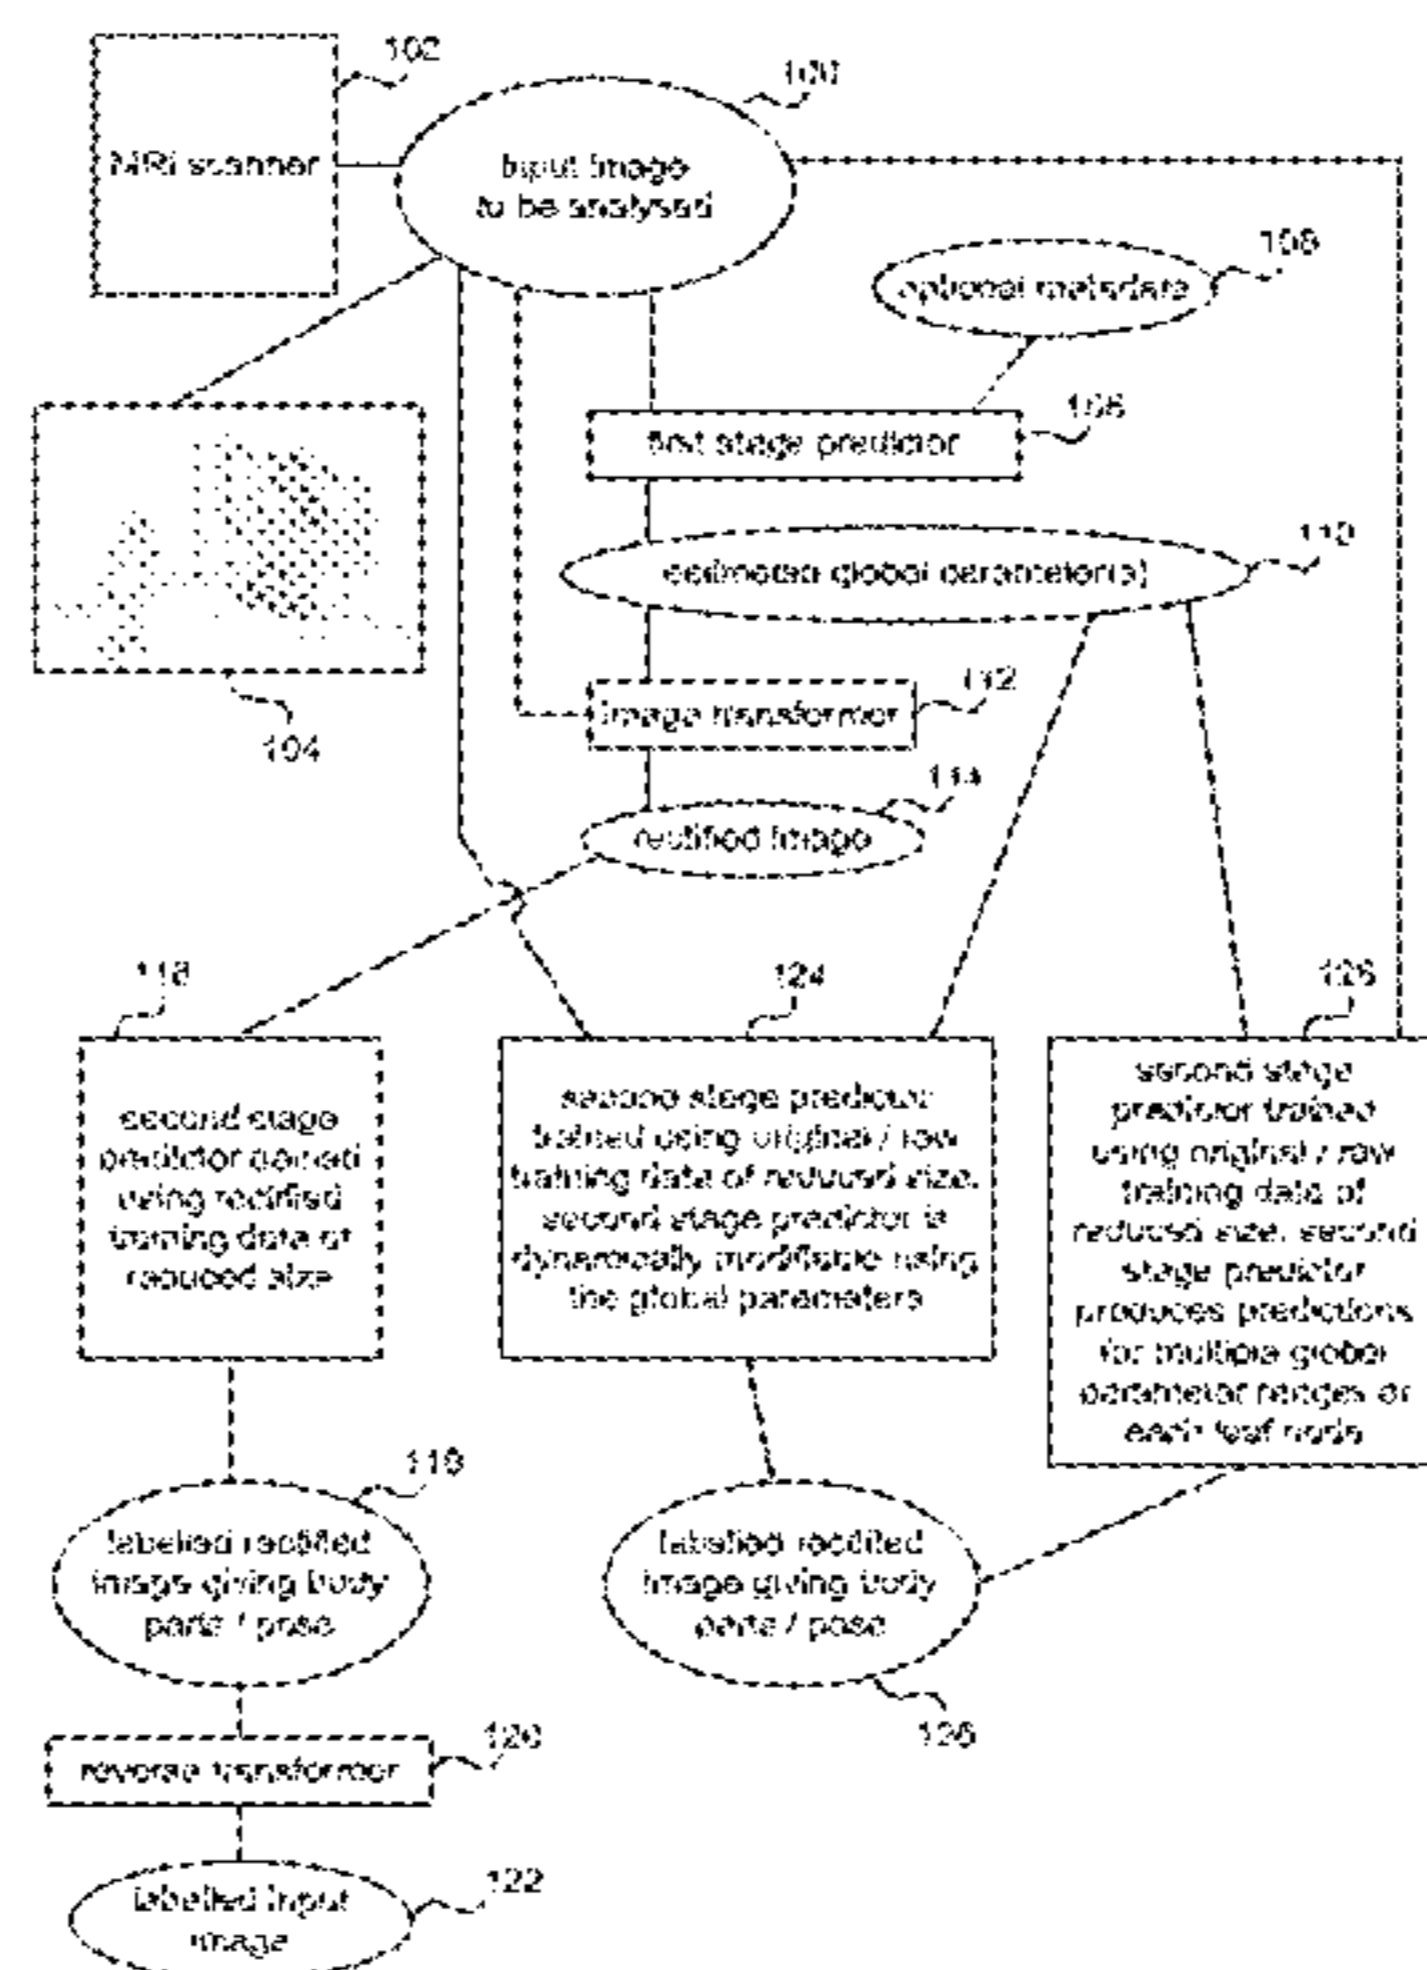 102
100
MRI scanner
Input image
to be analysed
108
optional metadata
106
first stage predictor
110
estimated global parameter(s)
112
image transformer
104
114
rectified image
124
second stage
predictor trained
using rectified
training data of
reduced size
second stage predictor
trained using original / raw
training data of reduced size.
second stage predictor is
dynamically modifiable using
the global parameters
second stage
predictor trained
using original / raw
training data of
reduced size. second
stage predictor
produces predictions
for multiple global
parameter ranges at
each leaf node
labelled rectified
image giving body
parts / pose
labelled rectified
image giving body
parts / pose
120
reverse transformer
122
labelled input
image